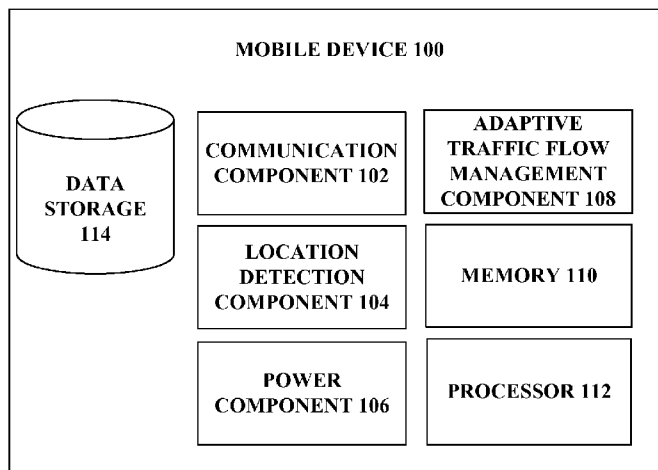 MOBILE DEVICE 100
DATA
STORAGE
114
COMMUNICATION
COMPONENT 102
ADAPTIVE
TRAFFIC FLOW
MANAGEMENT
COMPONENT 108
LOCATION
DETECTION
COMPONENT 104
MEMORY 110
POWER
COMPONENT 106
PROCESSOR 112